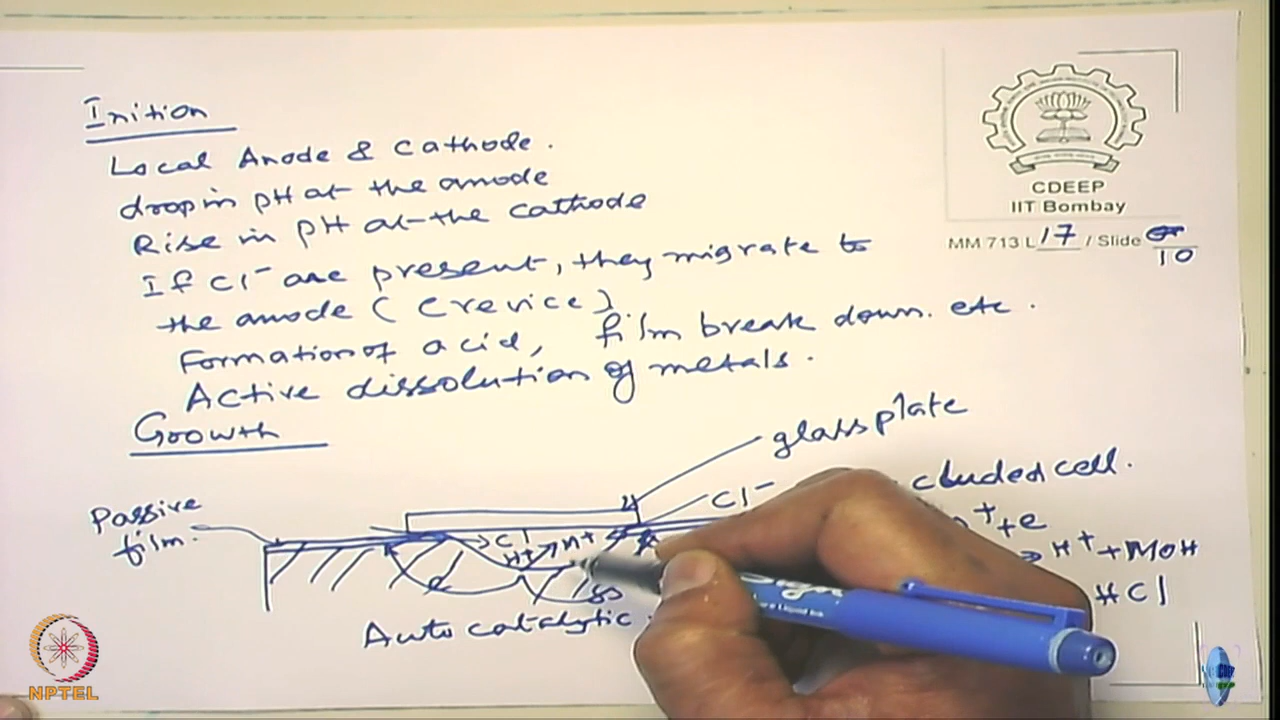 Inition
Local Anode & cathode.
drop in pH at the anode
Rise in pH at the cathode
If Cl⁻ are present, they migrate to
the anode (Crevice)
Formation of acid, film break down. etc.
Active dissolution of metals.
Growth
CDEEP
IIT Bombay
MM 713 L 17 / Slide
10
glass plate
Passive
film.
Cl⁻
cluded cell.
⁺+e
H⁺+MOH
HCl
Cl
H⁺
M⁺
e
SS
Auto catalytic.
NPTEL